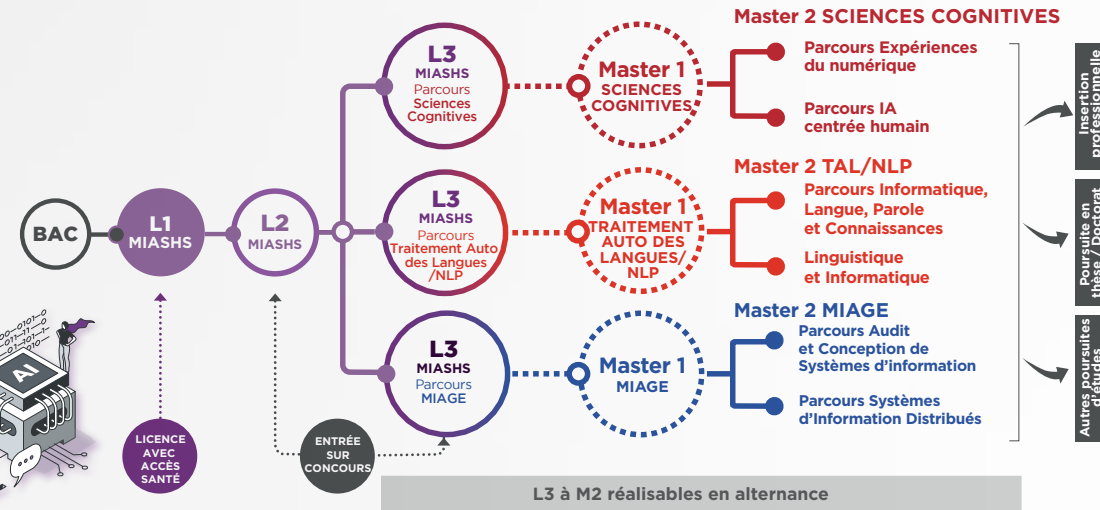 BAC
L1
MIASHS
L2
MIASHS
L3
MIASHS
Parcours
Sciences
Cognitives
Master 1
SCIENCES
COGNITIVES
Master 2 SCIENCES COGNITIVES
Parcours Expériences
du numérique
Parcours IA
centrée humain
L3
MIASHS
Parcours
Traitement Auto
des Langues
/NLP
Master 1
TRAITEMENT
AUTO DES
LANGUES/
NLP
Master 2 TAL/NLP
Parcours Informatique,
Langue, Parole
et Connaissances
Linguistique
et Informatique
L3
MIASHS
Parcours
MIAGE
Master 1
MIAGE
Master 2 MIAGE
Parcours Audit
et Conception de
Systèmes d'information
Parcours Systèmes
d'Information Distribués
Insertion
professionnelle
Poursuite en
thèse / Doctorat
Autres poursuites
d'études
AI
LICENCE
AVEC
ACCÈS
SANTÉ
ENTRÉE
SUR
CONCOURS
L3 à M2 réalisables en alternance